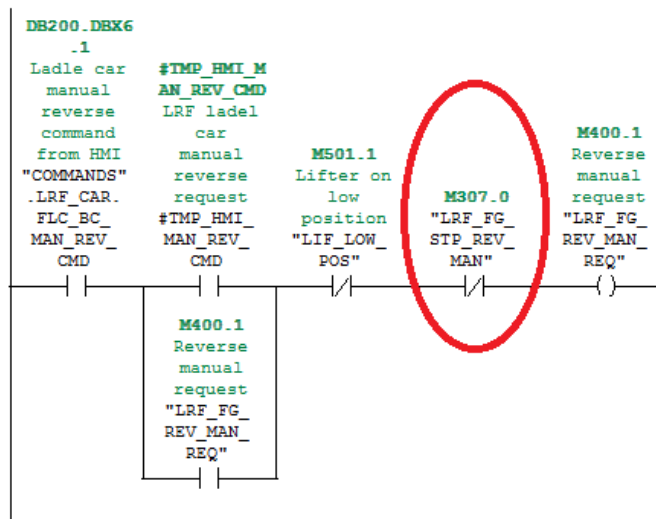 DB200.DBX6
.1
Ladle car
manual
reverse
command
from HMI
"COMMANDS"
.LRF_CAR.
FLC_BC_
MAN_REV_
CMD
#TMP_HMI_M
AN_REV_CMD
LRF ladel
car
manual
reverse
request
#TMP_HMI_
MAN_REV_
CMD
M501.1
Lifter on
low
position
"LIF_LOW_
POS"
M307.0
"LRF_FG_
STP_REV_
MAN"
M400.1
Reverse
manual
request
"LRF_FG_
REV_MAN_
REQ"
M400.1
Reverse
manual
request
"LRF_FG_
REV_MAN_
REQ"